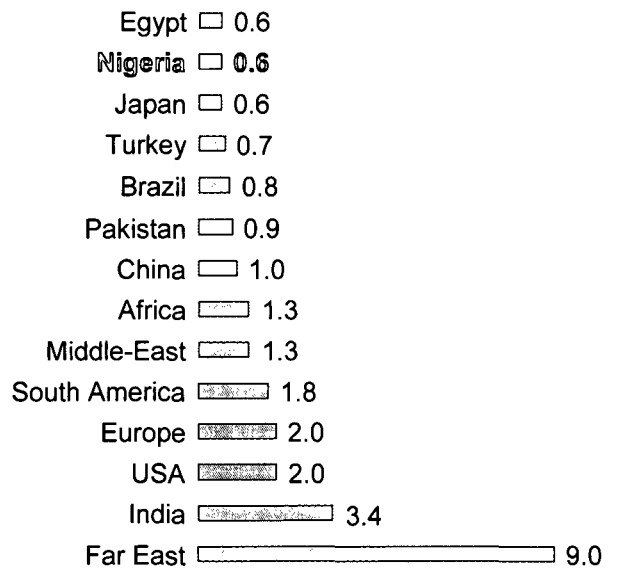 Egypt 0.6
Nigeria 0.6
Japan 0.6
Turkey 0.7
Brazil 0.8
Pakistan 0.9
China 1.0
Africa 1.3
Middle-East 1.3
South America 1.8
Europe 2.0
USA 2.0
India 3.4
Far East 9.0